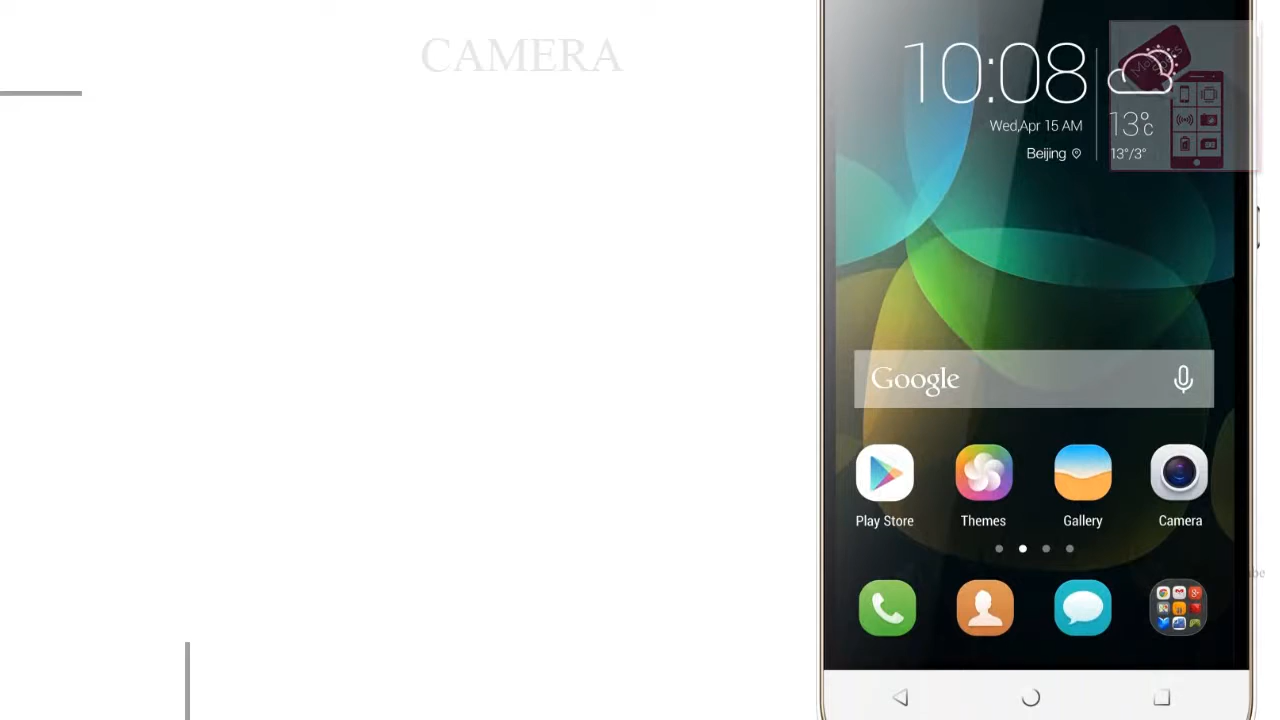 CAMERA
10:08
Wed,Apr 15 AM
Beijing
13°c
13°/3°
Google
Play Store
Themes
Gallery
Camera